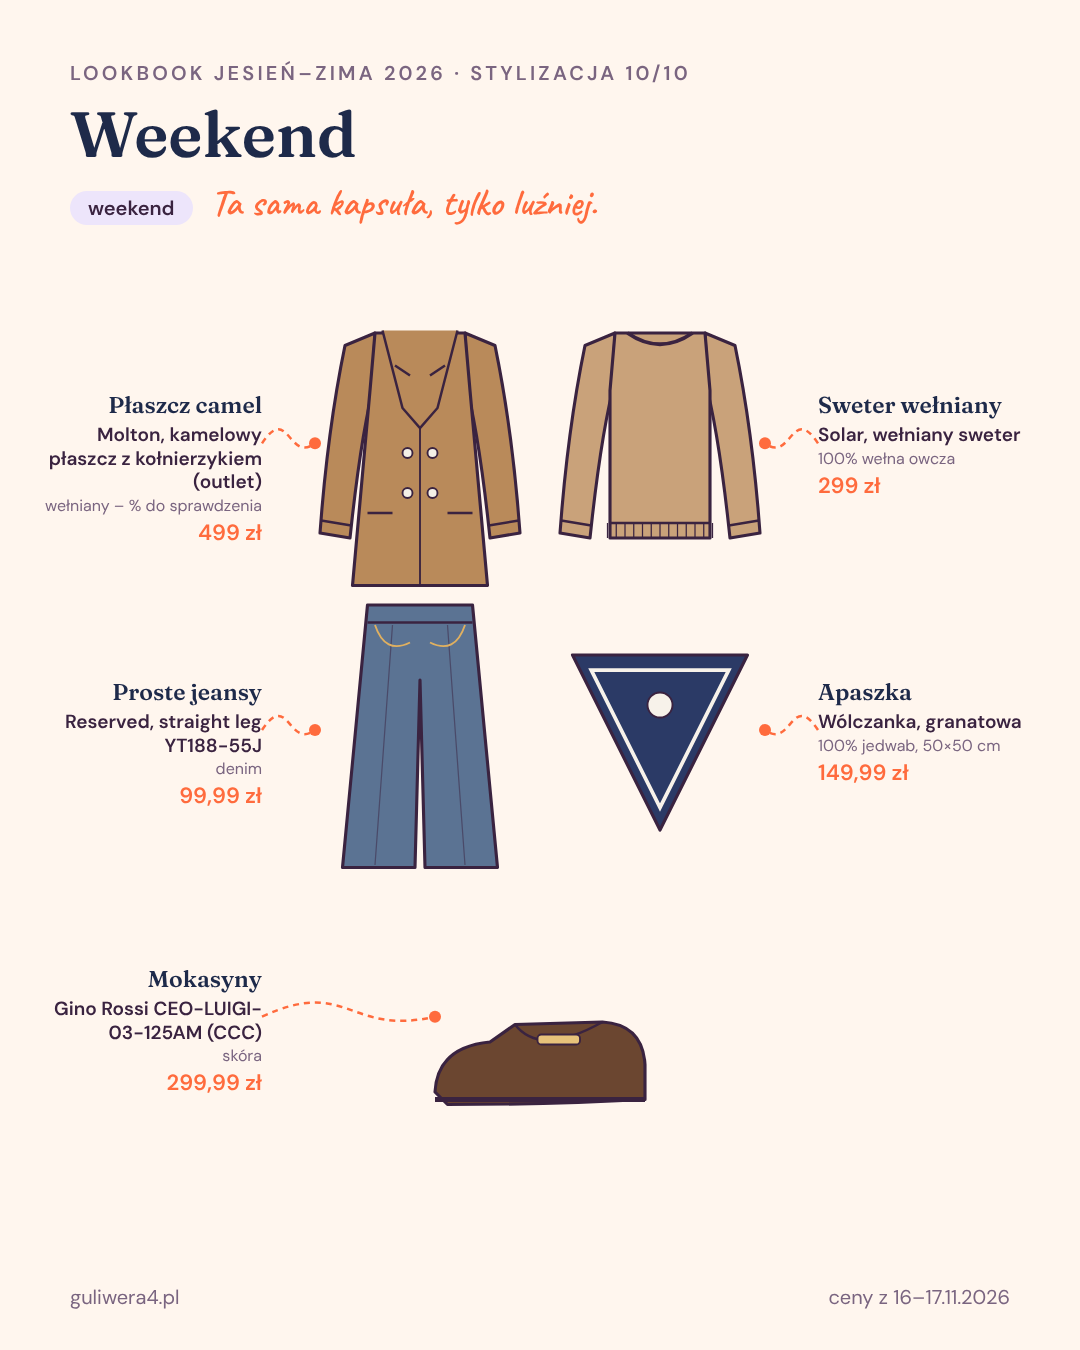 LOOKBOOK JESIEŃ–ZIMA 2026 · STYLIZACJA 10/10
Weekend
weekend
Ta sama kapsuła, tylko luźniej.
Płaszcz camel
Molton, kamelowy
płaszcz z kołnierzykiem
(outlet)
wełniany – % do sprawdzenia
499 zł
Sweter wełniany
Solar, wełniany sweter
100% wełna owcza
299 zł
Proste jeansy
Reserved, straight leg
YT188-55J
denim
99,99 zł
Apaszka
Wólczanka, granatowa
100% jedwab, 50×50 cm
149,99 zł
Mokasyny
Gino Rossi CEO-LUIGI-
03-125AM (CCC)
skóra
299,99 zł
guliwera4.pl
ceny z 16–17.11.2026